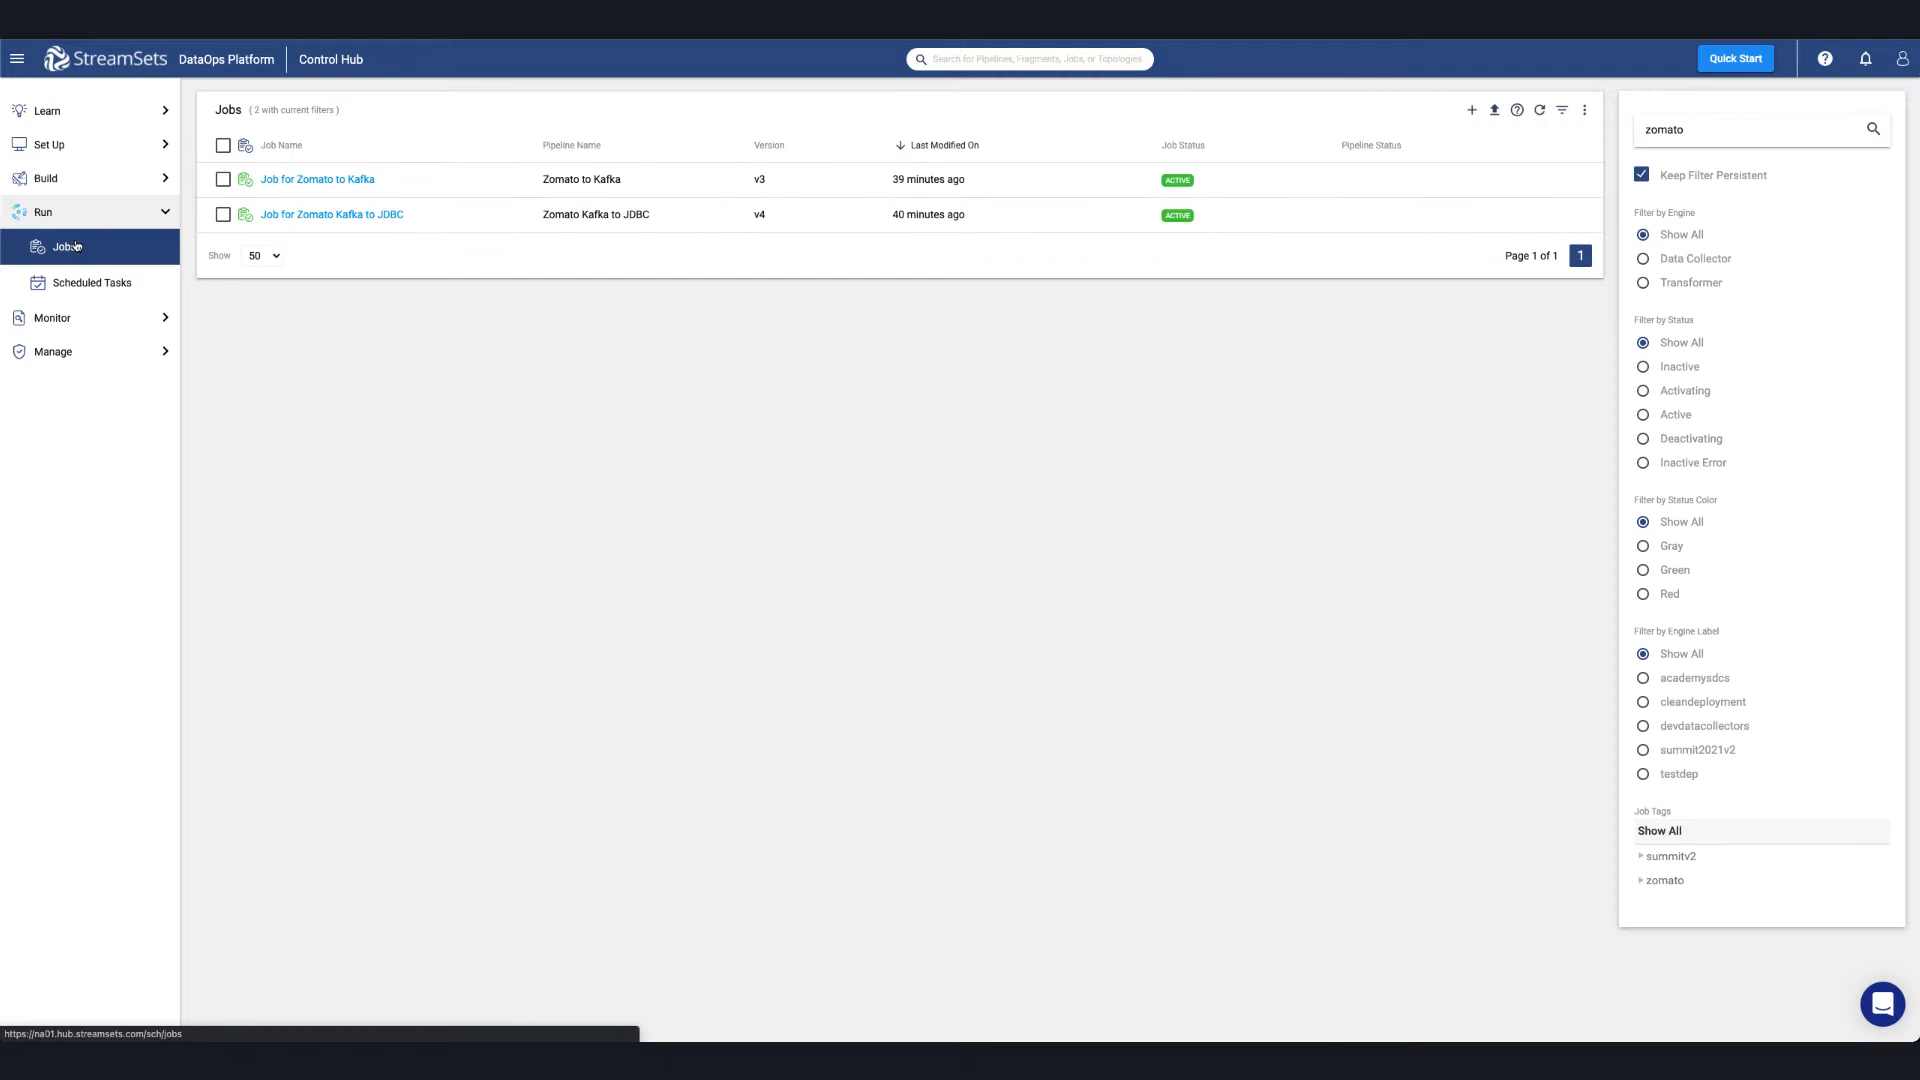 StreamSets DataOps Platform Control Hub
Search for Pipelines, Fragments, Jobs, or Topologies
Quick Start
Learn
Set Up
Build
Run
Jobs
Scheduled Tasks
Monitor
Manage
Jobs ( 2 with current filters )
Job Name Pipeline Name Version Last Modified On Job Status Pipeline Status
Job for Zomato to Kafka Zomato to Kafka v3 39 minutes ago ACTIVE
Job for Zomato Kafka to JDBC Zomato Kafka to JDBC v4 40 minutes ago ACTIVE
Show 50 Page 1 of 1 1
zomato
Keep Filter Persistent
Filter by Engine
Show All
Data Collector
Transformer
Filter by Status
Show All
Inactive
Activating
Active
Deactivating
Inactive Error
Filter by Status Color
Show All
Gray
Green
Red
Filter by Engine Label
Show All
academysdcs
cleandeployment
devdatacollectors
summit2021v2
testdep
Job Tags
Show All
summitv2
zomato
https://na01.hub.streamsets.com/sch/jobs